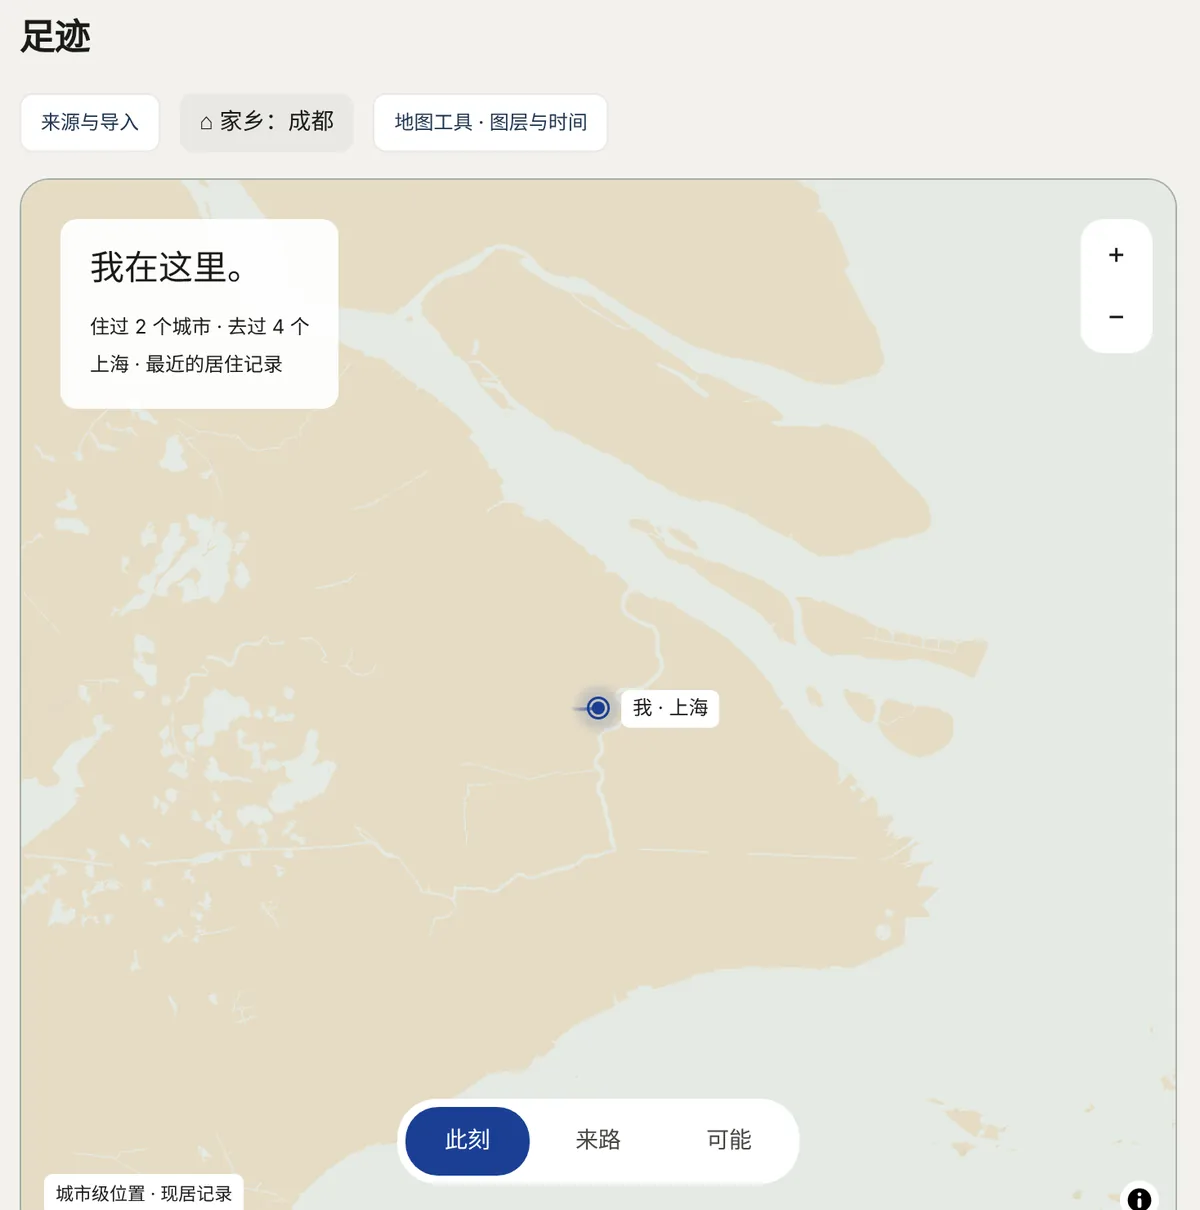 足迹
来源与导入
⌂ 家乡：成都
地图工具 · 图层与时间
我在这里。
住过 2 个城市 · 去过 4 个
上海 · 最近的居住记录
+
−
我 · 上海
此刻
来路
可能
城市级位置 · 现居记录